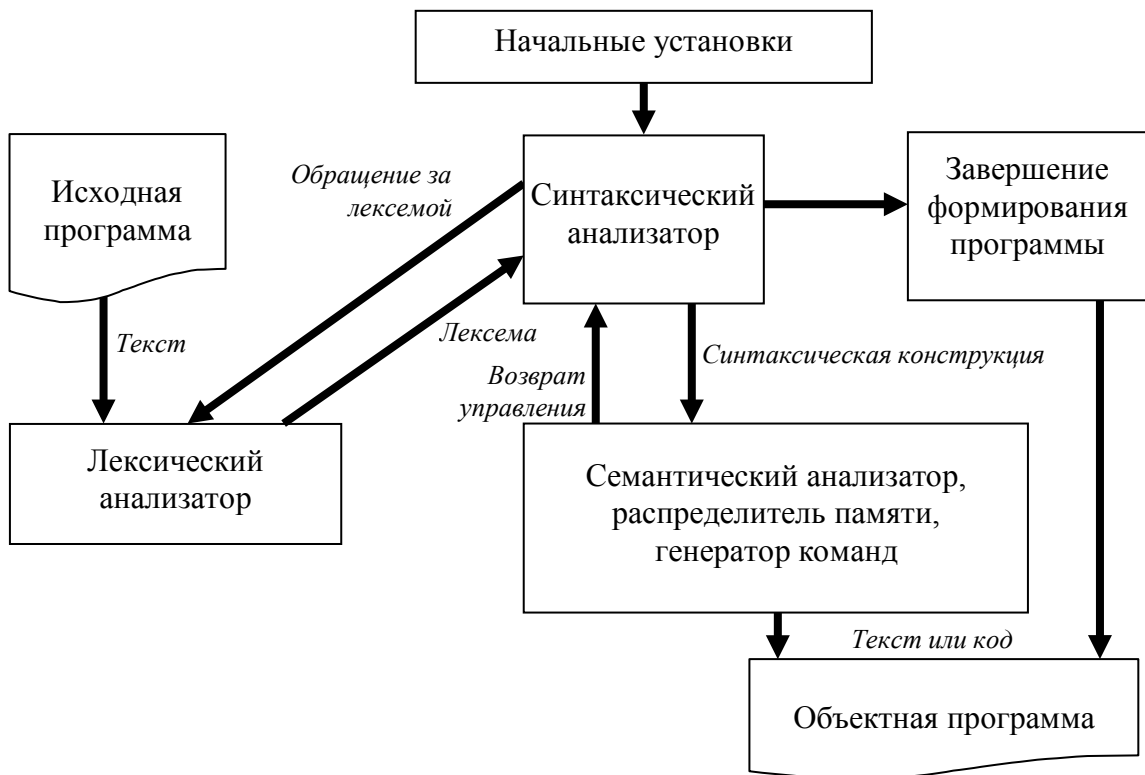 Начальные установки
Исходная
программа
Обращение за
лексемой
Синтаксический
анализатор
Завершение
формирования
программы
Текст
Лексема
Возврат
управления
Синтаксическая конструкция
Лексический
анализатор
Семантический анализатор,
распределитель памяти,
генератор команд
Текст или код
Объектная программа